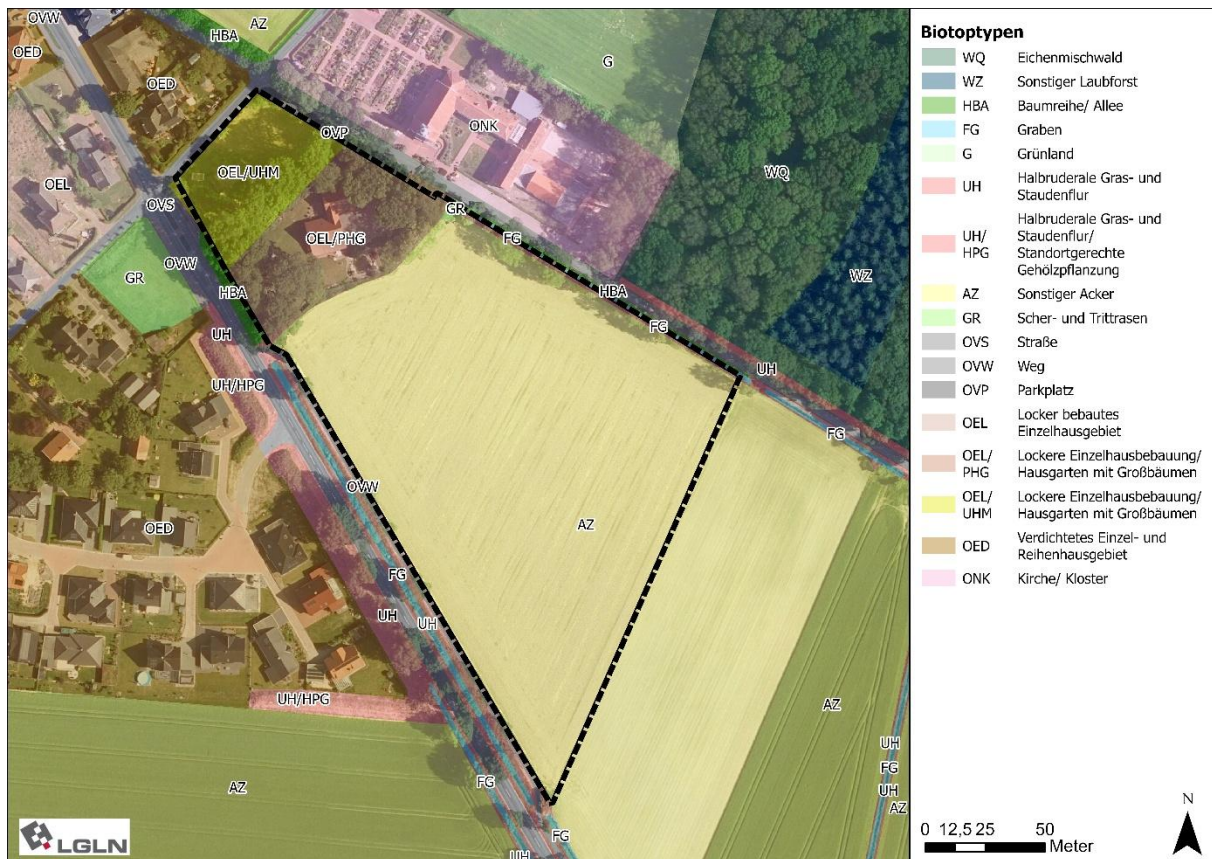 OVW
AZ
HBA
OED
OED
G
OVP
ONK
WQ
OEL/UHM
OEL
OVS
OEL/PHG
GR
FG
GR
OVW
WZ
HBA
HBA
FG
UH
UH
UH/HPG
FG
OVW
AZ
OED
FG
UH
UH
UH/HPG
AZ
UH
FG
AZ
FG
UH
AZ
FG
UH
LGLN
Biotoptypen
WQ Eichenmischwald
WZ Sonstiger Laubforst
HBA Baumreihe/ Allee
FG Graben
G Grünland
UH Halbruderale Gras- und
Staudenflur
Halbruderale Gras- und
UH/ Staudenflur/
HPG Standortgerechte
Gehölzpflanzung
AZ Sonstiger Acker
GR Scher- und Trittrasen
OVS Straße
OVW Weg
OVP Parkplatz
OEL Locker bebautes
Einzelhausgebiet
OEL/ Lockere Einzelhausbebauung/
PHG Hausgarten mit Großbäumen
OEL/ Lockere Einzelhausbebauung/
UHM Hausgarten mit Großbäumen
OED Verdichtetes Einzel- und
Reihenhausgebiet
ONK Kirche/ Kloster
N
0 12,5 25 50
Meter